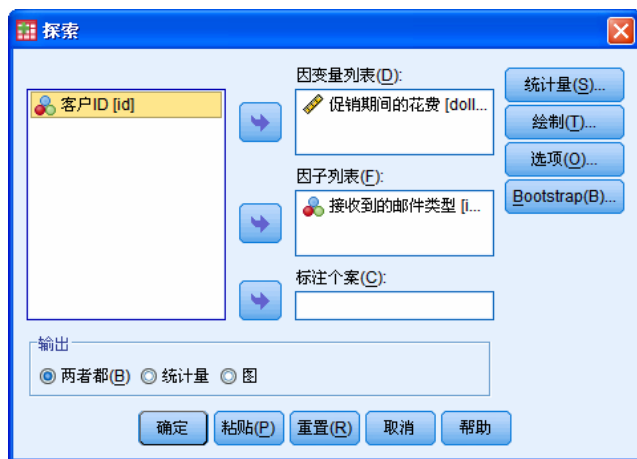 探索
客户ID [id]
因变量列表(D):
促销期间的花费 [doll...
因子列表(F):
接收到的邮件类型 [i...
标注个案(C):
统计量(S)...
绘制(T)...
选项(O)...
Bootstrap(B)...
输出
两者都(B)
统计量
图
确定
粘贴(P)
重置(R)
取消
帮助